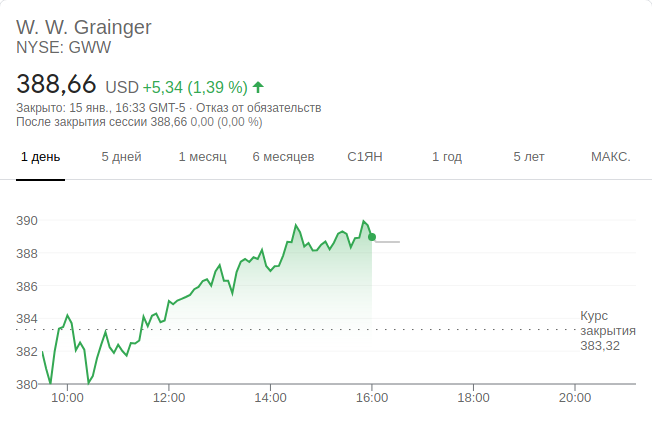 W. W. Grainger
NYSE: GWW
388,66 USD +5,34 (1,39 %)
Закрыто: 15 янв., 16:33 GMT-5 · Отказ от обязательств
После закрытия сессии 388,66 0,00 (0,00 %)
1 день 5 дней 1 месяц 6 месяцев С1ЯН 1 год 5 лет МАКС.
390
388
386
384
Курс
закрытия
383,32
382
380
10:00 12:00 14:00 16:00 18:00 20:00